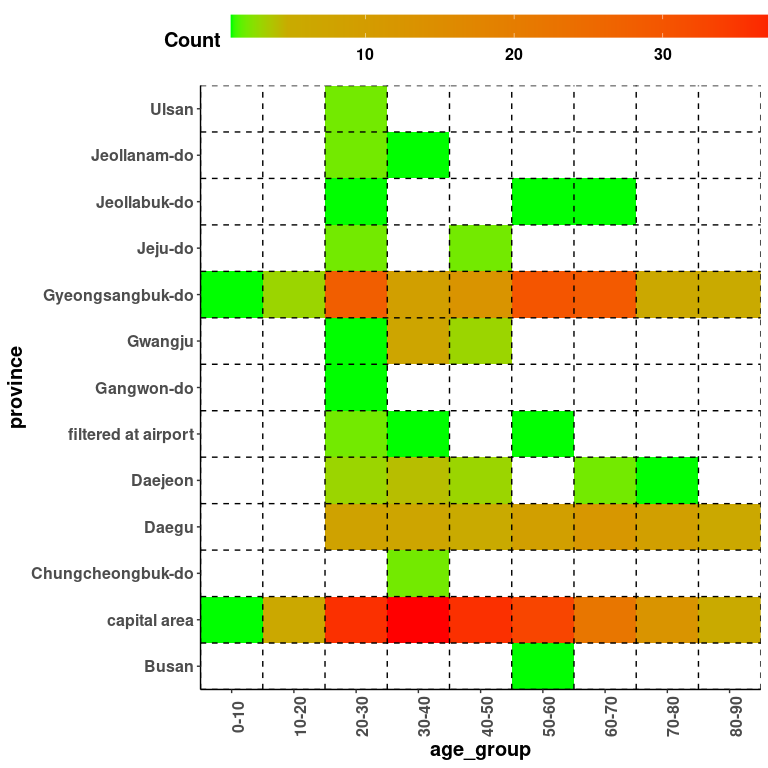 Count
10 20 30
province
Ulsan
Jeollanam-do
Jeollabuk-do
Jeju-do
Gyeongsangbuk-do
Gwangju
Gangwon-do
filtered at airport
Daejeon
Daegu
Chungcheongbuk-do
capital area
Busan
0-10 10-20 20-30 30-40 40-50 50-60 60-70 70-80 80-90
age_group